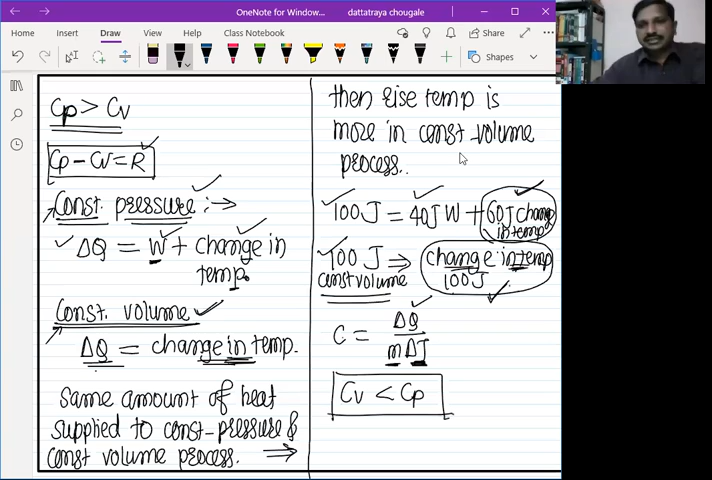 OneNote for Window...
dattatraya chougale
Home
Insert
Draw
View
Help
Class Notebook
Share
Shapes
Cp > Cv
Cp - Cv = R
Const. pressure :→
ΔQ = W + change in
temp.
Const. volume
ΔQ = change in temp.
Same amount of heat
supplied to const-pressure &
const volume process. ⇒
then rise temp is
more in const-volume
process..
100J = 40J W + 60J change
in temp
100 J ⇒ change in temp
const volume 100J
C = ΔQ
mΔT
Cv < Cp